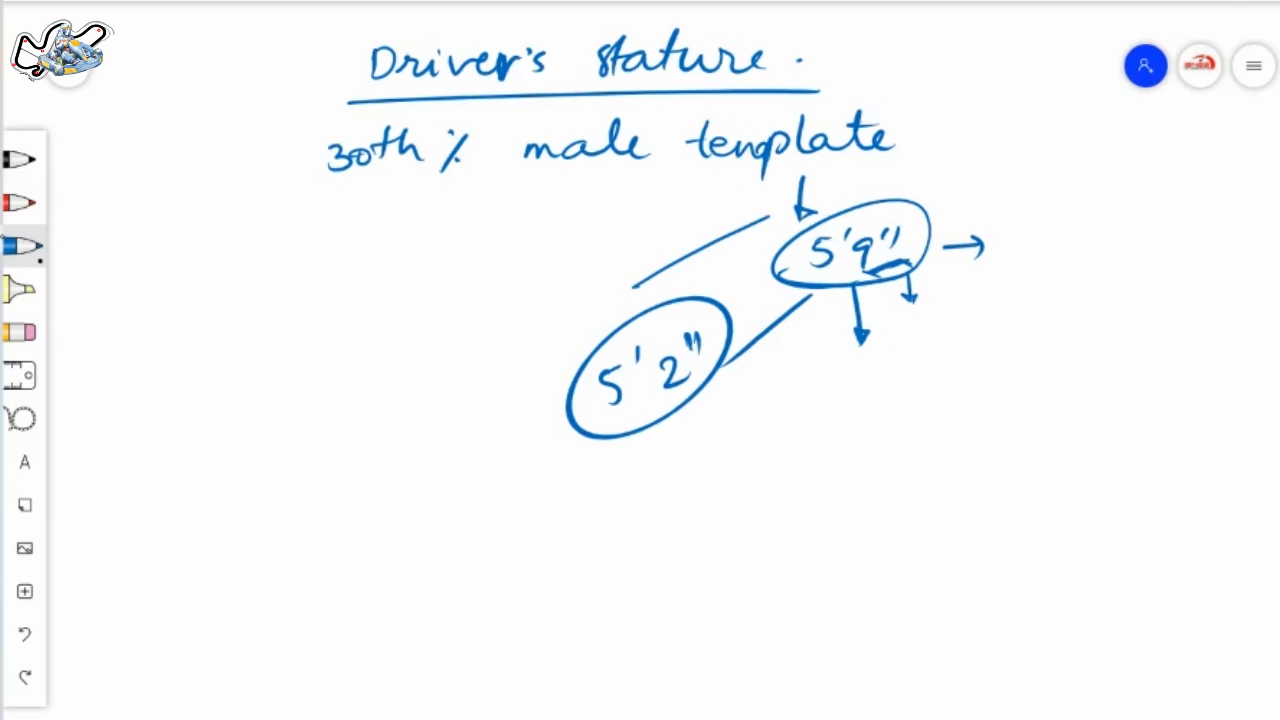 Driver's stature.
30th % male template
5'9"
5'2"
A